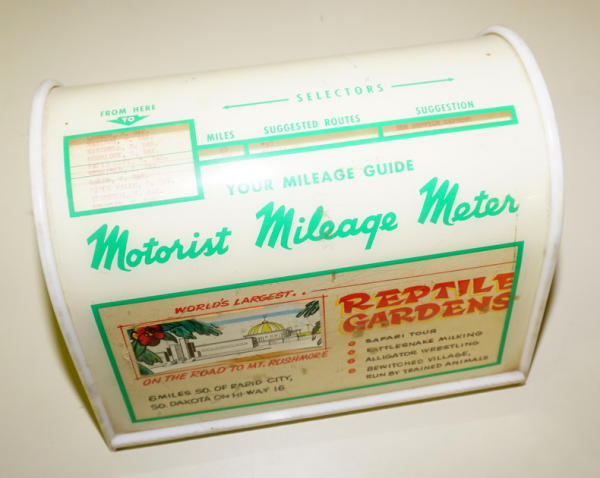 FROM HERE
TO
SELECTORS
MILES
SUGGESTED ROUTES
SUGGESTION
YOUR MILEAGE GUIDE
Motorist Mileage Meter
WORLD'S LARGEST..
ON THE ROAD TO MT. RUSHMORE
6 MILES SO. OF RAPID CITY,
SO. DAKOTA ON HI-WAY 16
REPTILE
GARDENS
SAFARI TOUR
RATTLESNAKE MILKING
ALLIGATOR WRESTLING
BEWITCHED VILLAGE,
RUN BY TRAINED ANIMALS